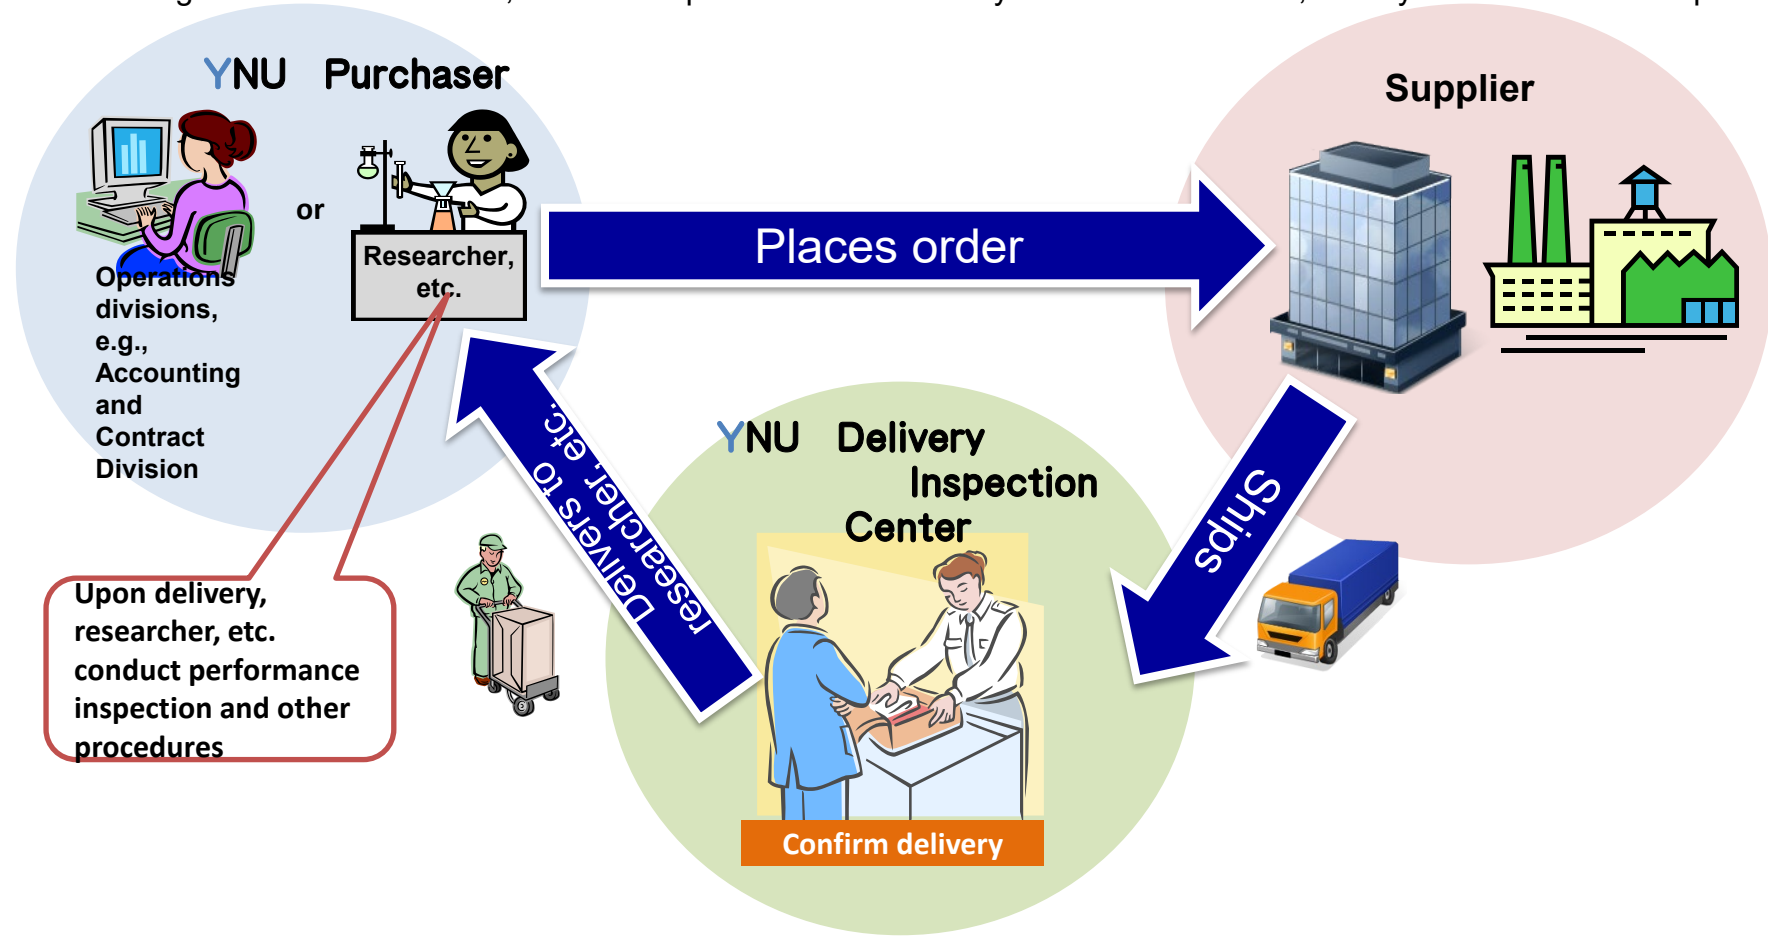 YNU Purchaser
or
Operations
divisions,
e.g.,
Accounting
and
Contract
Division
Researcher,
etc.
Places order
Supplier
Ships
YNU Delivery
Inspection
Center
Confirm delivery
Delivers to
researcher, etc.
Upon delivery,
researcher, etc.
conduct performance
inspection and other
procedures